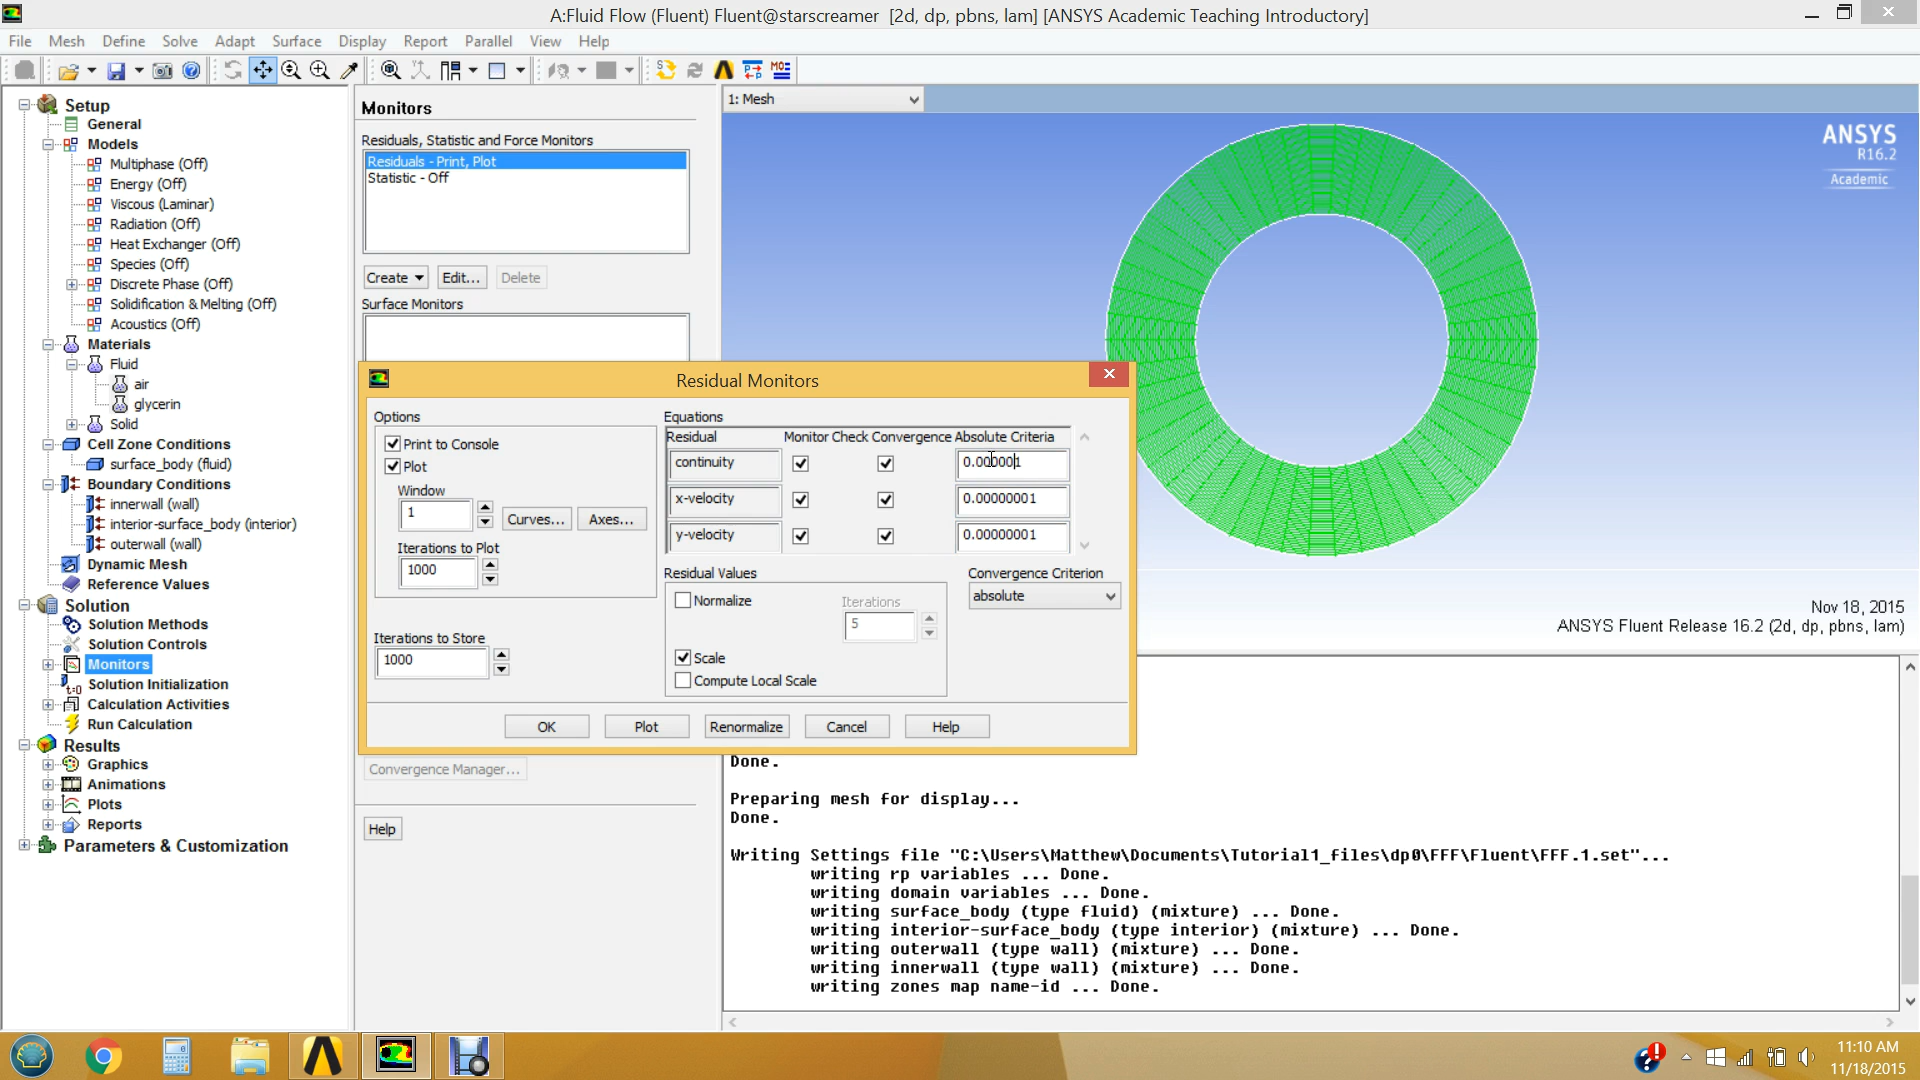 A:Fluid Flow (Fluent) Fluent@starscreamer [2d, dp, pbns, lam] [ANSYS Academic Teaching Introductory]
File Mesh Define Solve Adapt Surface Display Report Parallel View Help
Setup
General
Models
Multiphase (Off)
Energy (Off)
Viscous (Laminar)
Radiation (Off)
Heat Exchanger (Off)
Species (Off)
Discrete Phase (Off)
Solidification & Melting (Off)
Acoustics (Off)
Materials
Fluid
air
glycerin
Solid
Cell Zone Conditions
surface_body (fluid)
Boundary Conditions
innerwall (wall)
interior-surface_body (interior)
outerwall (wall)
Dynamic Mesh
Reference Values
Solution
Solution Methods
Solution Controls
Monitors
Solution Initialization
Calculation Activities
Run Calculation
Results
Graphics
Animations
Plots
Reports
Parameters & Customization
Monitors
Residuals, Statistic and Force Monitors
Residuals - Print, Plot
Statistic - Off
Create Edit... Delete
Surface Monitors
Convergence Manager...
Help
1: Mesh
ANSYS
R16.2
Academic
Nov 18, 2015
ANSYS Fluent Release 16.2 (2d, dp, pbns, lam)
Residual Monitors
Options
Print to Console
Plot
Window
1
Curves... Axes...
Iterations to Plot
1000
Iterations to Store
1000
Equations
Residual Monitor Check Convergence Absolute Criteria
continuity 0.000001
x-velocity 0.00000001
y-velocity 0.00000001
Residual Values
Normalize
Iterations
5
Scale
Compute Local Scale
Convergence Criterion
absolute
OK Plot Renormalize Cancel Help
Done.
Preparing mesh for display...
Done.
Writing Settings file "C:\Users\Matthew\Documents\Tutorial1_files\dp0\FFF\Fluent\FFF.1.set"...
writing rp variables ... Done.
writing domain variables ... Done.
writing surface_body (type fluid) (mixture) ... Done.
writing interior-surface_body (type interior) (mixture) ... Done.
writing outerwall (type wall) (mixture) ... Done.
writing innerwall (type wall) (mixture) ... Done.
writing zones map name-id ... Done.
11:10 AM
11/18/2015